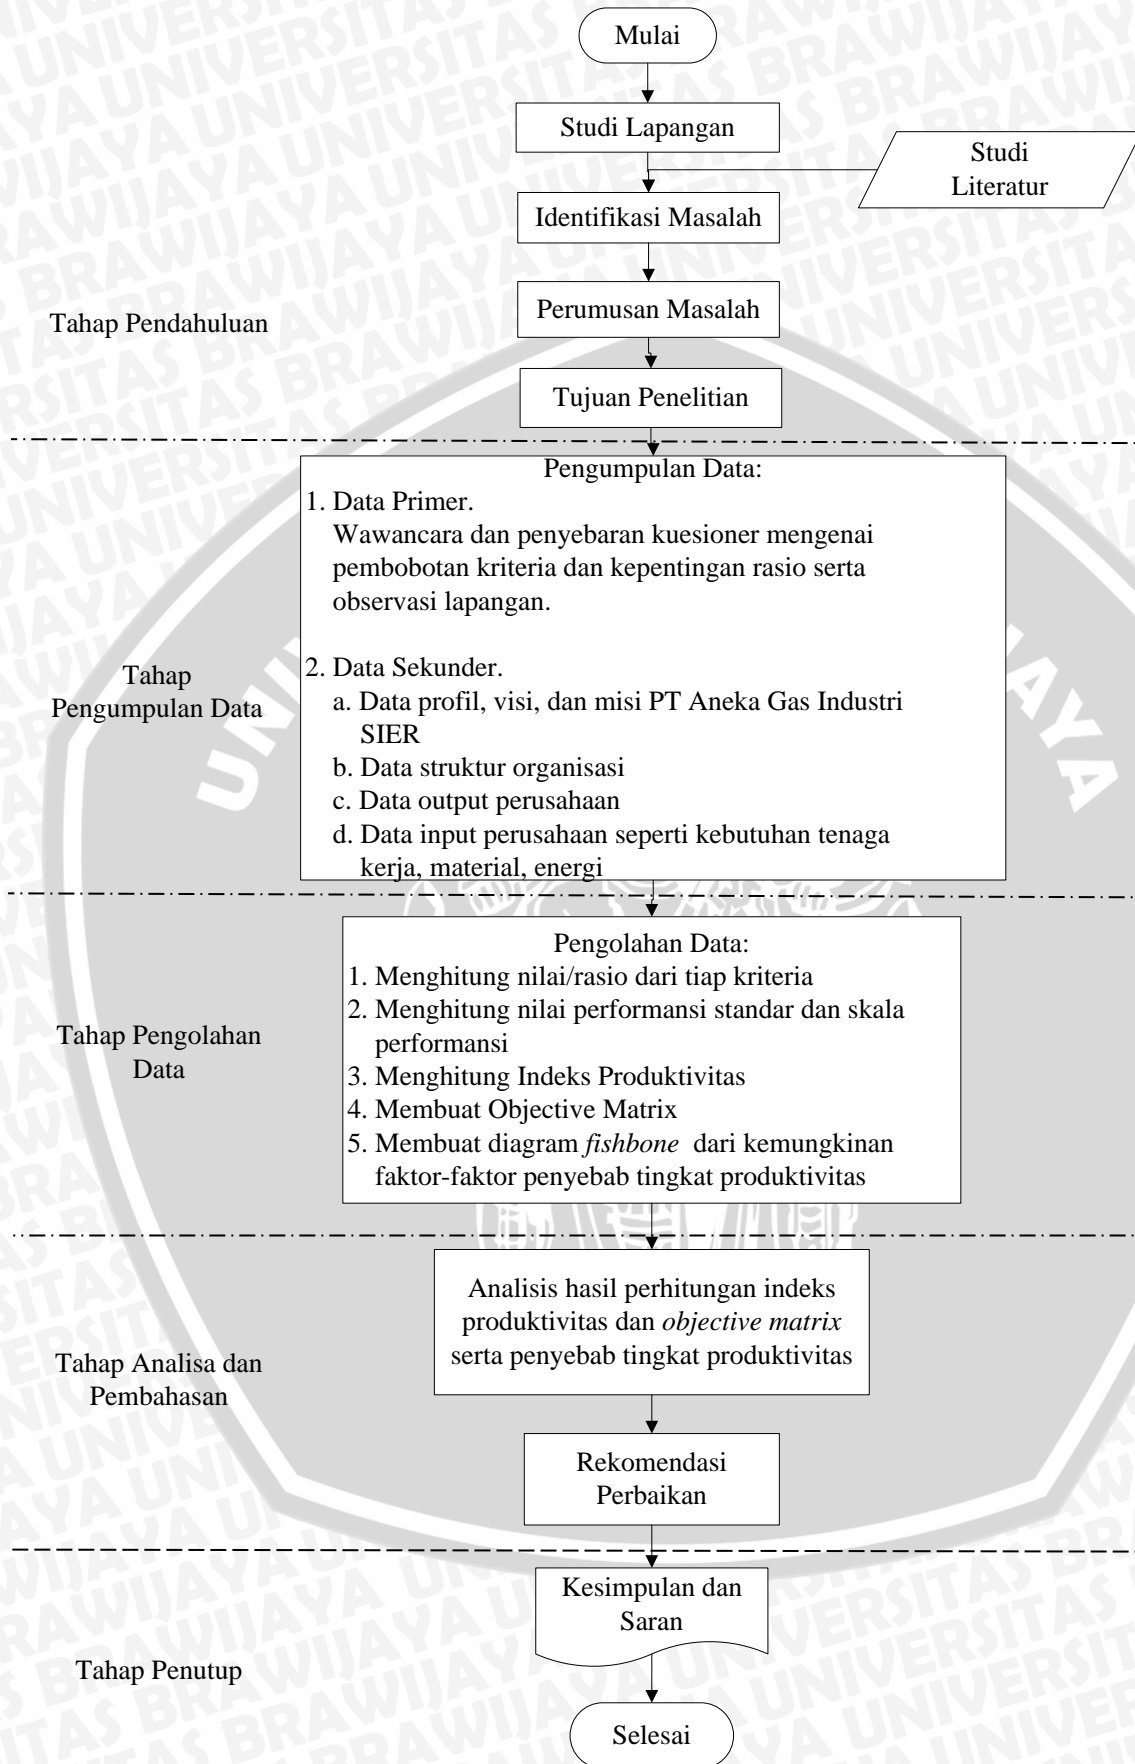 Mulai
Studi Lapangan
Studi
Literatur
Identifikasi Masalah
Perumusan Masalah
Tahap Pendahuluan
Tujuan Penelitian
Pengumpulan Data:
1. Data Primer.
Wawancara dan penyebaran kuesioner mengenai
pembobotan kriteria dan kepentingan rasio serta
observasi lapangan.
2. Data Sekunder.
a. Data profil, visi, dan misi PT Aneka Gas Industri
SIER
b. Data struktur organisasi
c. Data output perusahaan
d. Data input perusahaan seperti kebutuhan tenaga
kerja, material, energi
Tahap
Pengumpulan Data
Pengolahan Data:
1. Menghitung nilai/rasio dari tiap kriteria
2. Menghitung nilai performansi standar dan skala
performansi
3. Menghitung Indeks Produktivitas
4. Membuat Objective Matrix
5. Membuat diagram fishbone dari kemungkinan
faktor-faktor penyebab tingkat produktivitas
Tahap Pengolahan
Data
Analisis hasil perhitungan indeks
produktivitas dan objective matrix
serta penyebab tingkat produktivitas
Tahap Analisa dan
Pembahasan
Rekomendasi
Perbaikan
Kesimpulan dan
Saran
Tahap Penutup
Selesai